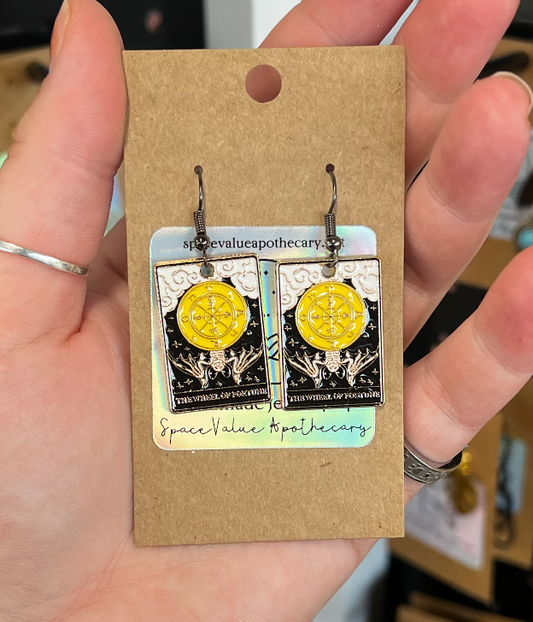 spacevalueapothecary.
THE WHEEL OF FORTUNE
THE WHEEL OF FORTUNE
SpaceValue Apothecary